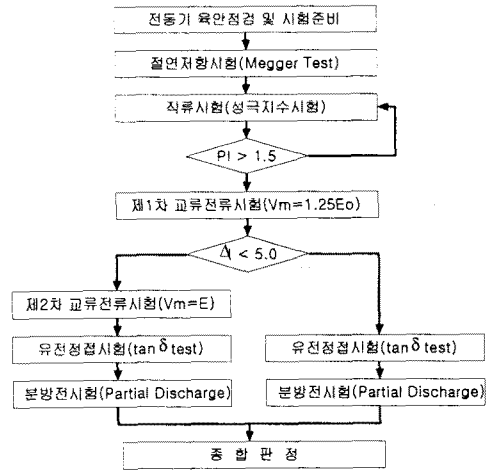 전동기 육안점검 및 시험준비
절연저항시험(Megger Test)
직류시험(성극지수시험)
PI > 1.5
제1차 교류전류시험(Vm=1.25Eo)
ΔI < 5.0
제2차 교류전류시험(Vm=E)
유전정접시험(tanδ test)
유전정접시험(tanδ test)
분방전시험(Partial Discharge)
분방전시험(Partial Discharge)
종 합 판 정